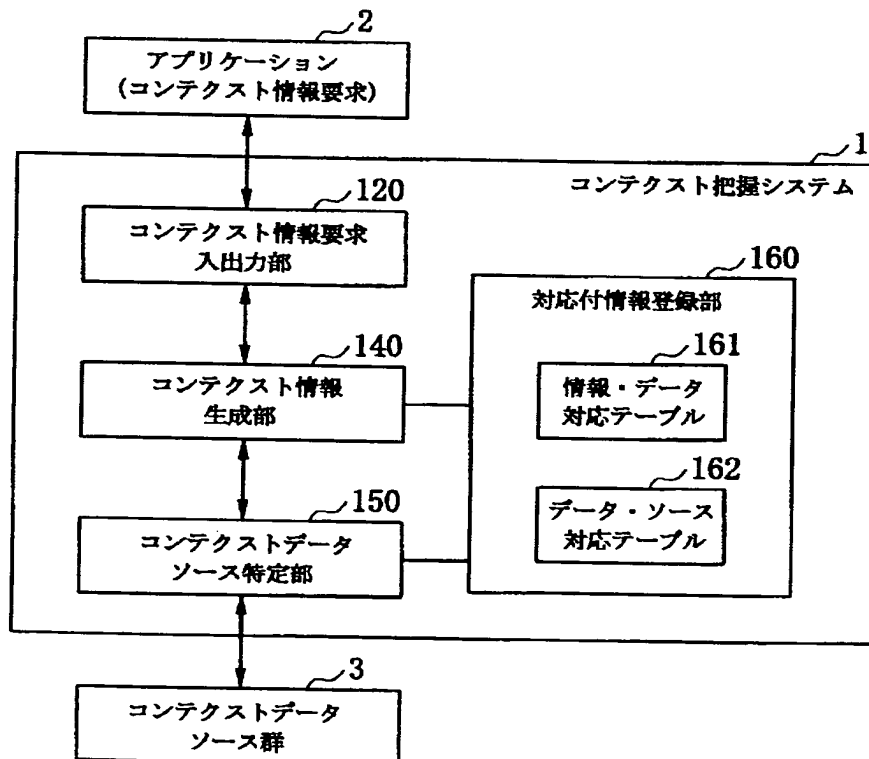 2
アプリケーション
(コンテクスト情報要求)
1
コンテクスト把握システム
120
コンテクスト情報要求
入出力部
160
対応付情報登録部
140
コンテクスト情報
生成部
161
情報・データ
対応テーブル
162
データ・ソース
対応テーブル
150
コンテクストデータ
ソース特定部
3
コンテクストデータ
ソース群